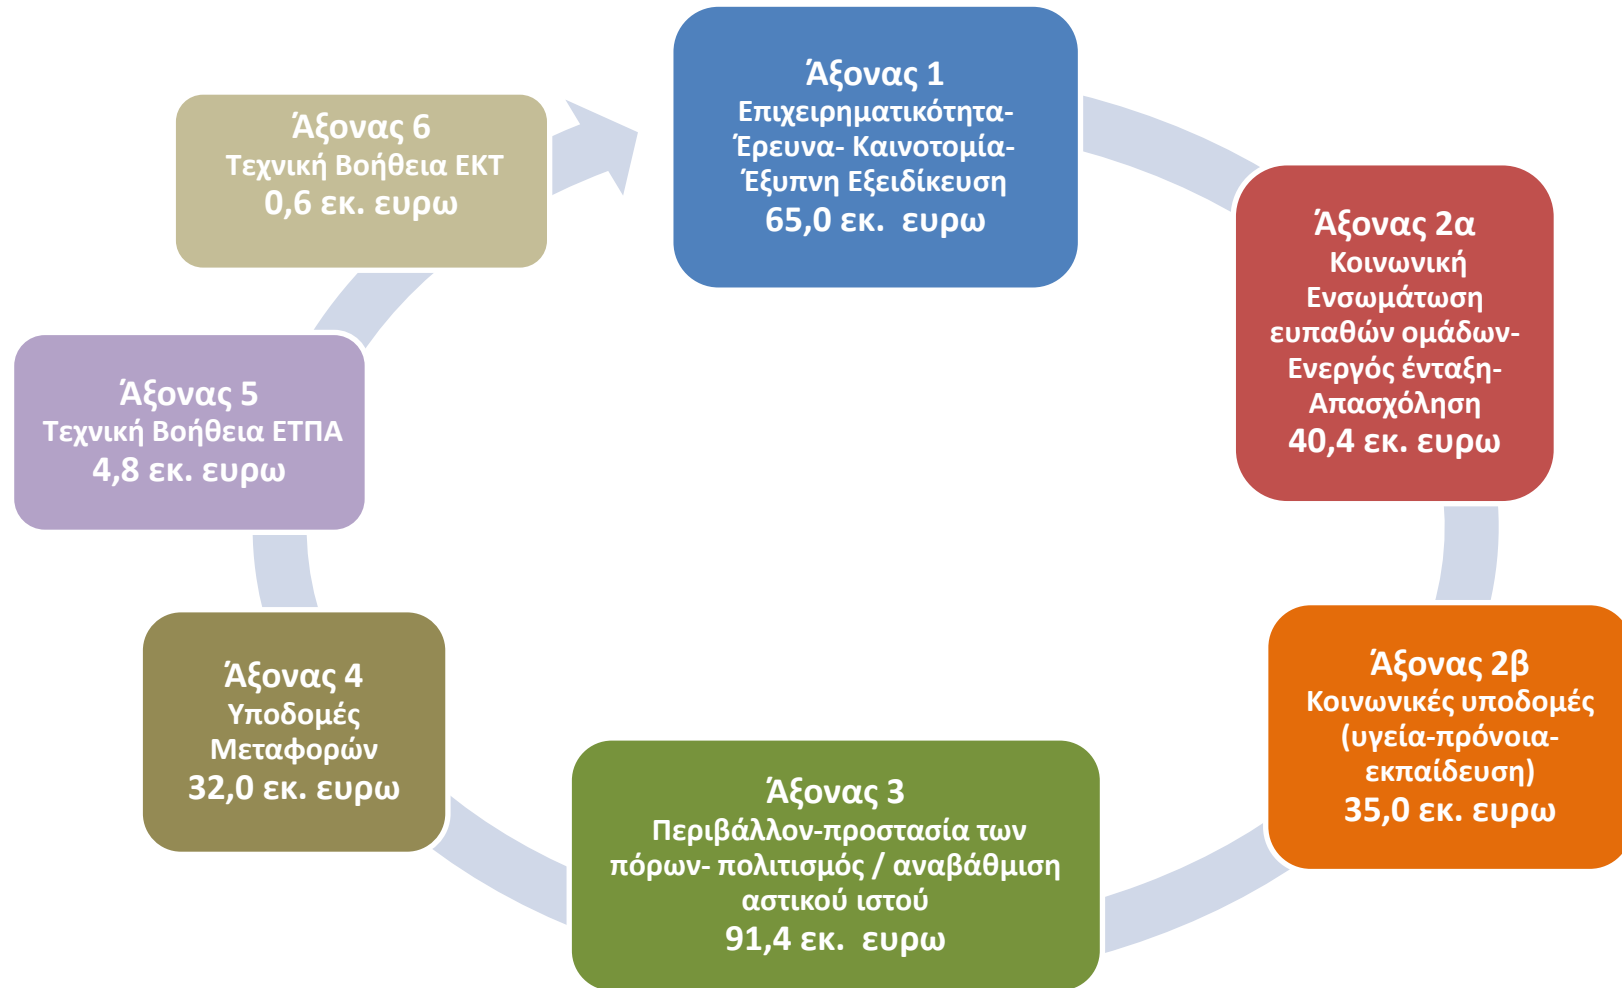 Άξονας 1
Επιχειρηματικότητα-
Έρευνα- Καινοτομία-
Έξυπνη Εξειδίκευση
65,0 εκ.  ευρω
Άξονας 2α
Κοινωνική
Ενσωμάτωση
ευπαθών ομάδων-
Ενεργός ένταξη-
Απασχόληση
40,4 εκ. ευρω
Άξονας 2β
Κοινωνικές υποδομές
(υγεία-πρόνοια-
εκπαίδευση)
35,0 εκ. ευρω
Άξονας 3
Περιβάλλον-προστασία των
πόρων- πολιτισμός / αναβάθμιση
αστικού ιστού
91,4 εκ.  ευρω
Άξονας 4
Υποδομές
Μεταφορών
32,0 εκ. ευρω
Άξονας 5
Τεχνική Βοήθεια ΕΤΠΑ
4,8 εκ. ευρω
Άξονας 6
Τεχνική Βοήθεια ΕΚΤ
0,6 εκ. ευρω